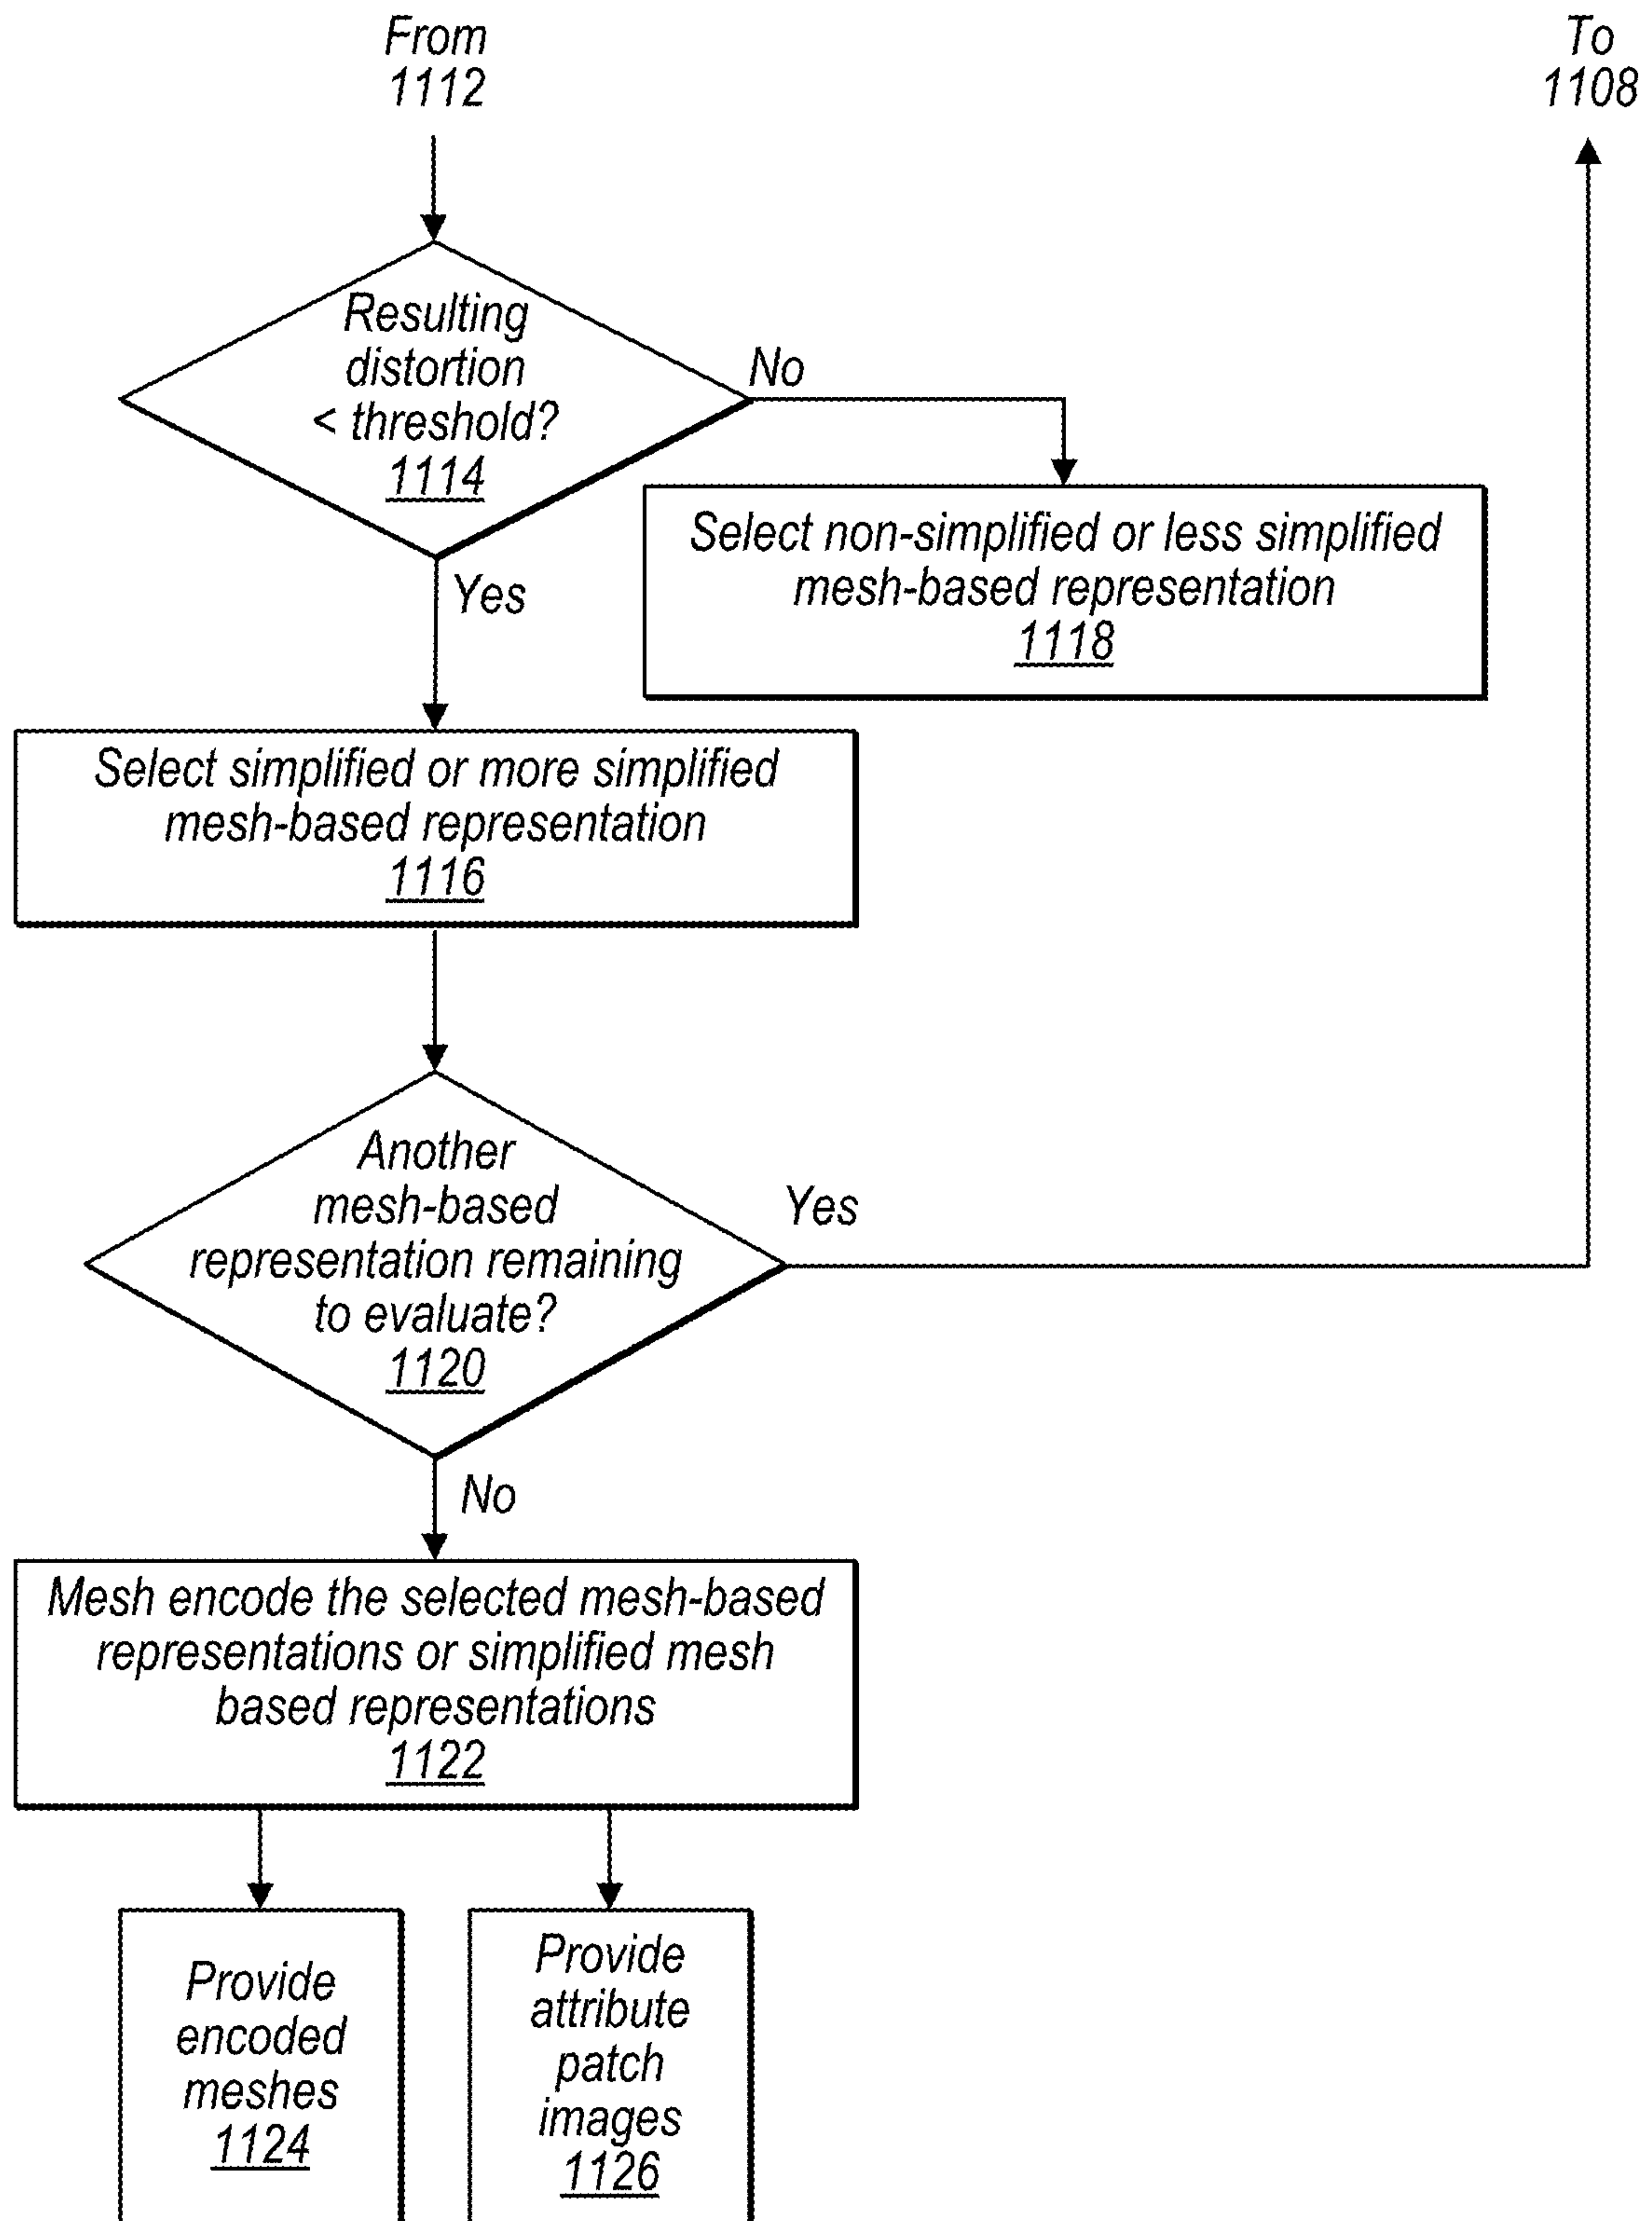 From
1112
To
1108
Resulting
distortion
< threshold?
1114
No
Yes
Select non-simplified or less simplified
mesh-based representation
1118
Select simplified or more simplified
mesh-based representation
1116
Another
mesh-based
representation remaining
to evaluate?
1120
Yes
No
Mesh encode the selected mesh-based
representations or simplified mesh
based representations
1122
Provide
encoded
meshes
1124
Provide
attribute
patch
images
1126